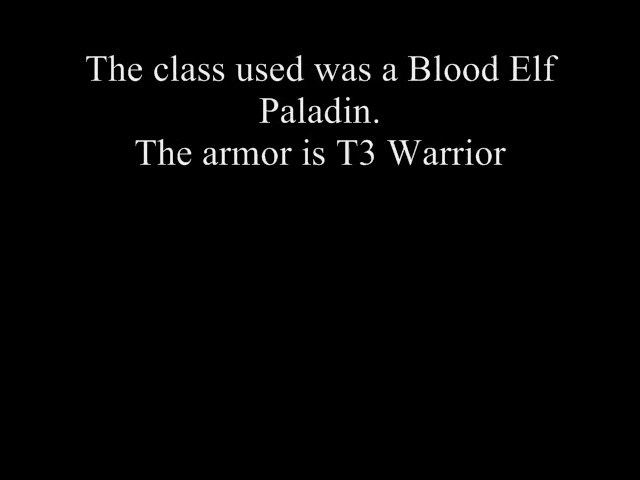 The class used was a Blood Elf
Paladin.
The armor is T3 Warrior